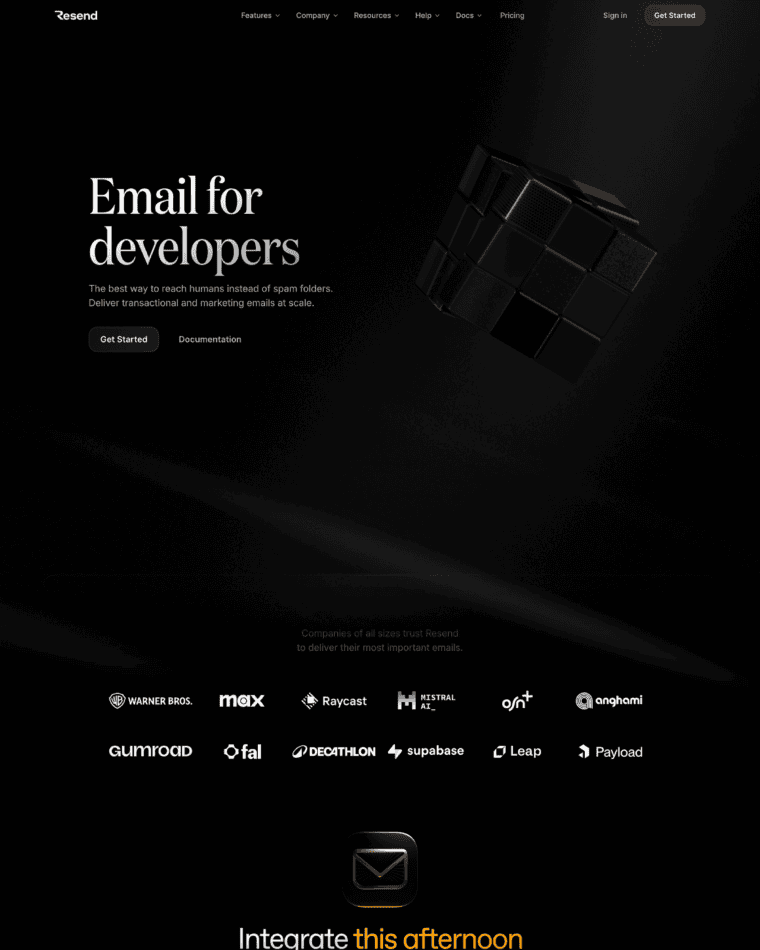 Resend
Features
Company
Resources
Help
Docs
Pricing
Sign in
Get Started
Email for
developers
The best way to reach humans instead of spam folders.
Deliver transactional and marketing emails at scale.
Get Started
Documentation
Companies of all sizes trust Resend
to deliver their most important emails.
WARNER BROS.
max
Raycast
MISTRAL
AI_
osn+
anghami
GUMROAD
fal
DECATHLON
supabase
Leap
Payload
Integrate this afternoon